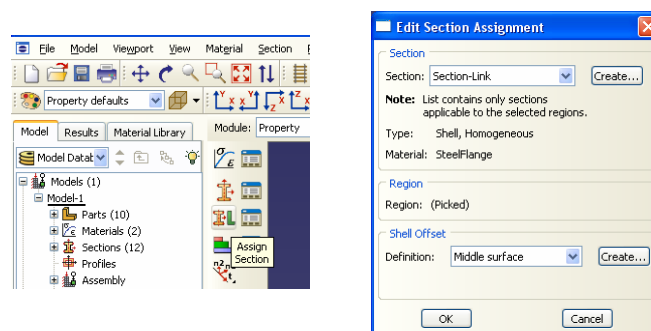 File Model Viewport View Material Section
Property defaults
Model Results Material Library Module: Property
Model Datab
Models (1)
Model-1
Parts (10)
Materials (2)
Sections (12)
Profiles
Assembly
Assign
Section
Edit Section Assignment
Section
Section: Section-Link Create...
Note: List contains only sections
applicable to the selected regions.
Type: Shell, Homogeneous
Material: SteelFlange
Region
Region: (Picked)
Shell Offset
Definition: Middle surface Create...
OK Cancel